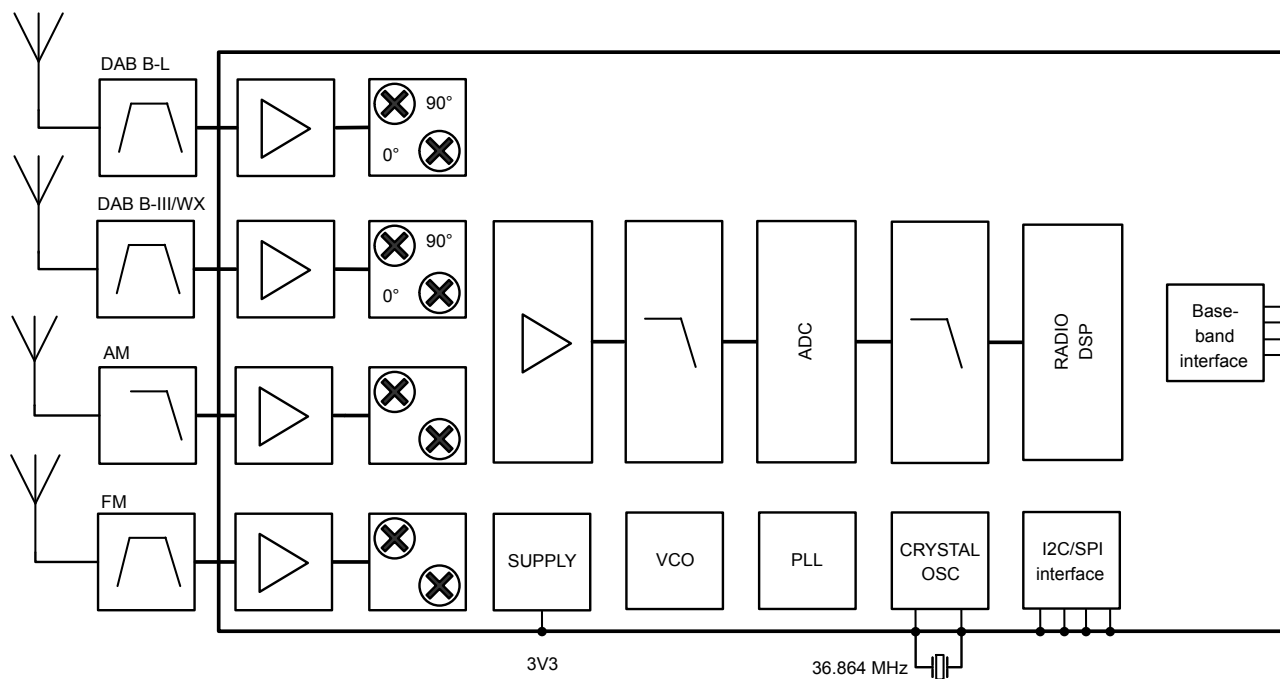 DAB B-L
90°
0°
DAB B-III/WX
90°
0°
AM
FM
ADC
RADIO
DSP
Base-
band
interface
SUPPLY
VCO
PLL
CRYSTAL
OSC
I2C/SPI
interface
3V3
36.864 MHz